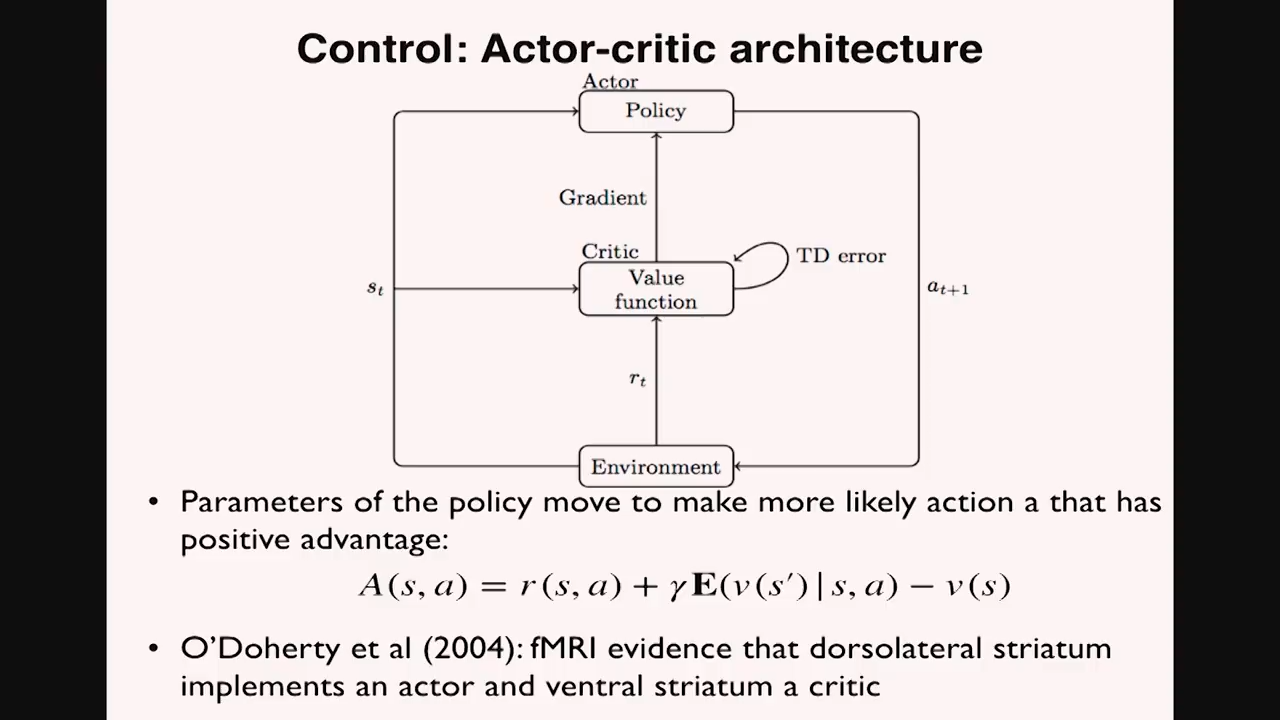 Control: Actor-critic architecture
Actor
Policy
Gradient
Critic
Value
function
TD error
s_t
a_{t+1}
r_t
Environment
• Parameters of the policy move to make more likely action a that has
positive advantage:
A(s, a) = r(s, a) + γE(v(s′) | s, a) − v(s)
• O’Doherty et al (2004): fMRI evidence that dorsolateral striatum
implements an actor and ventral striatum a critic